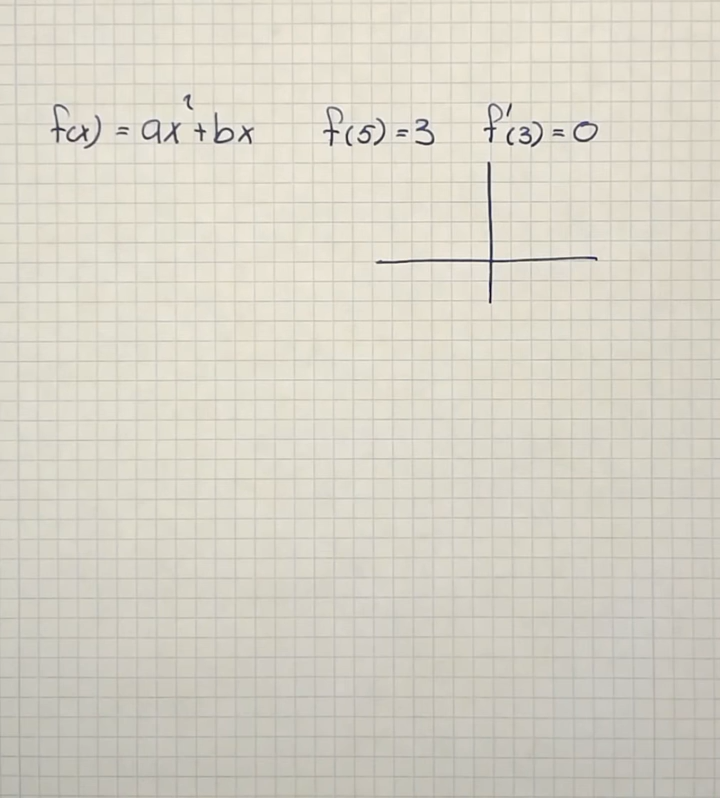 f(x) = ax² + bx f(5) = 3 f'(3) = 0